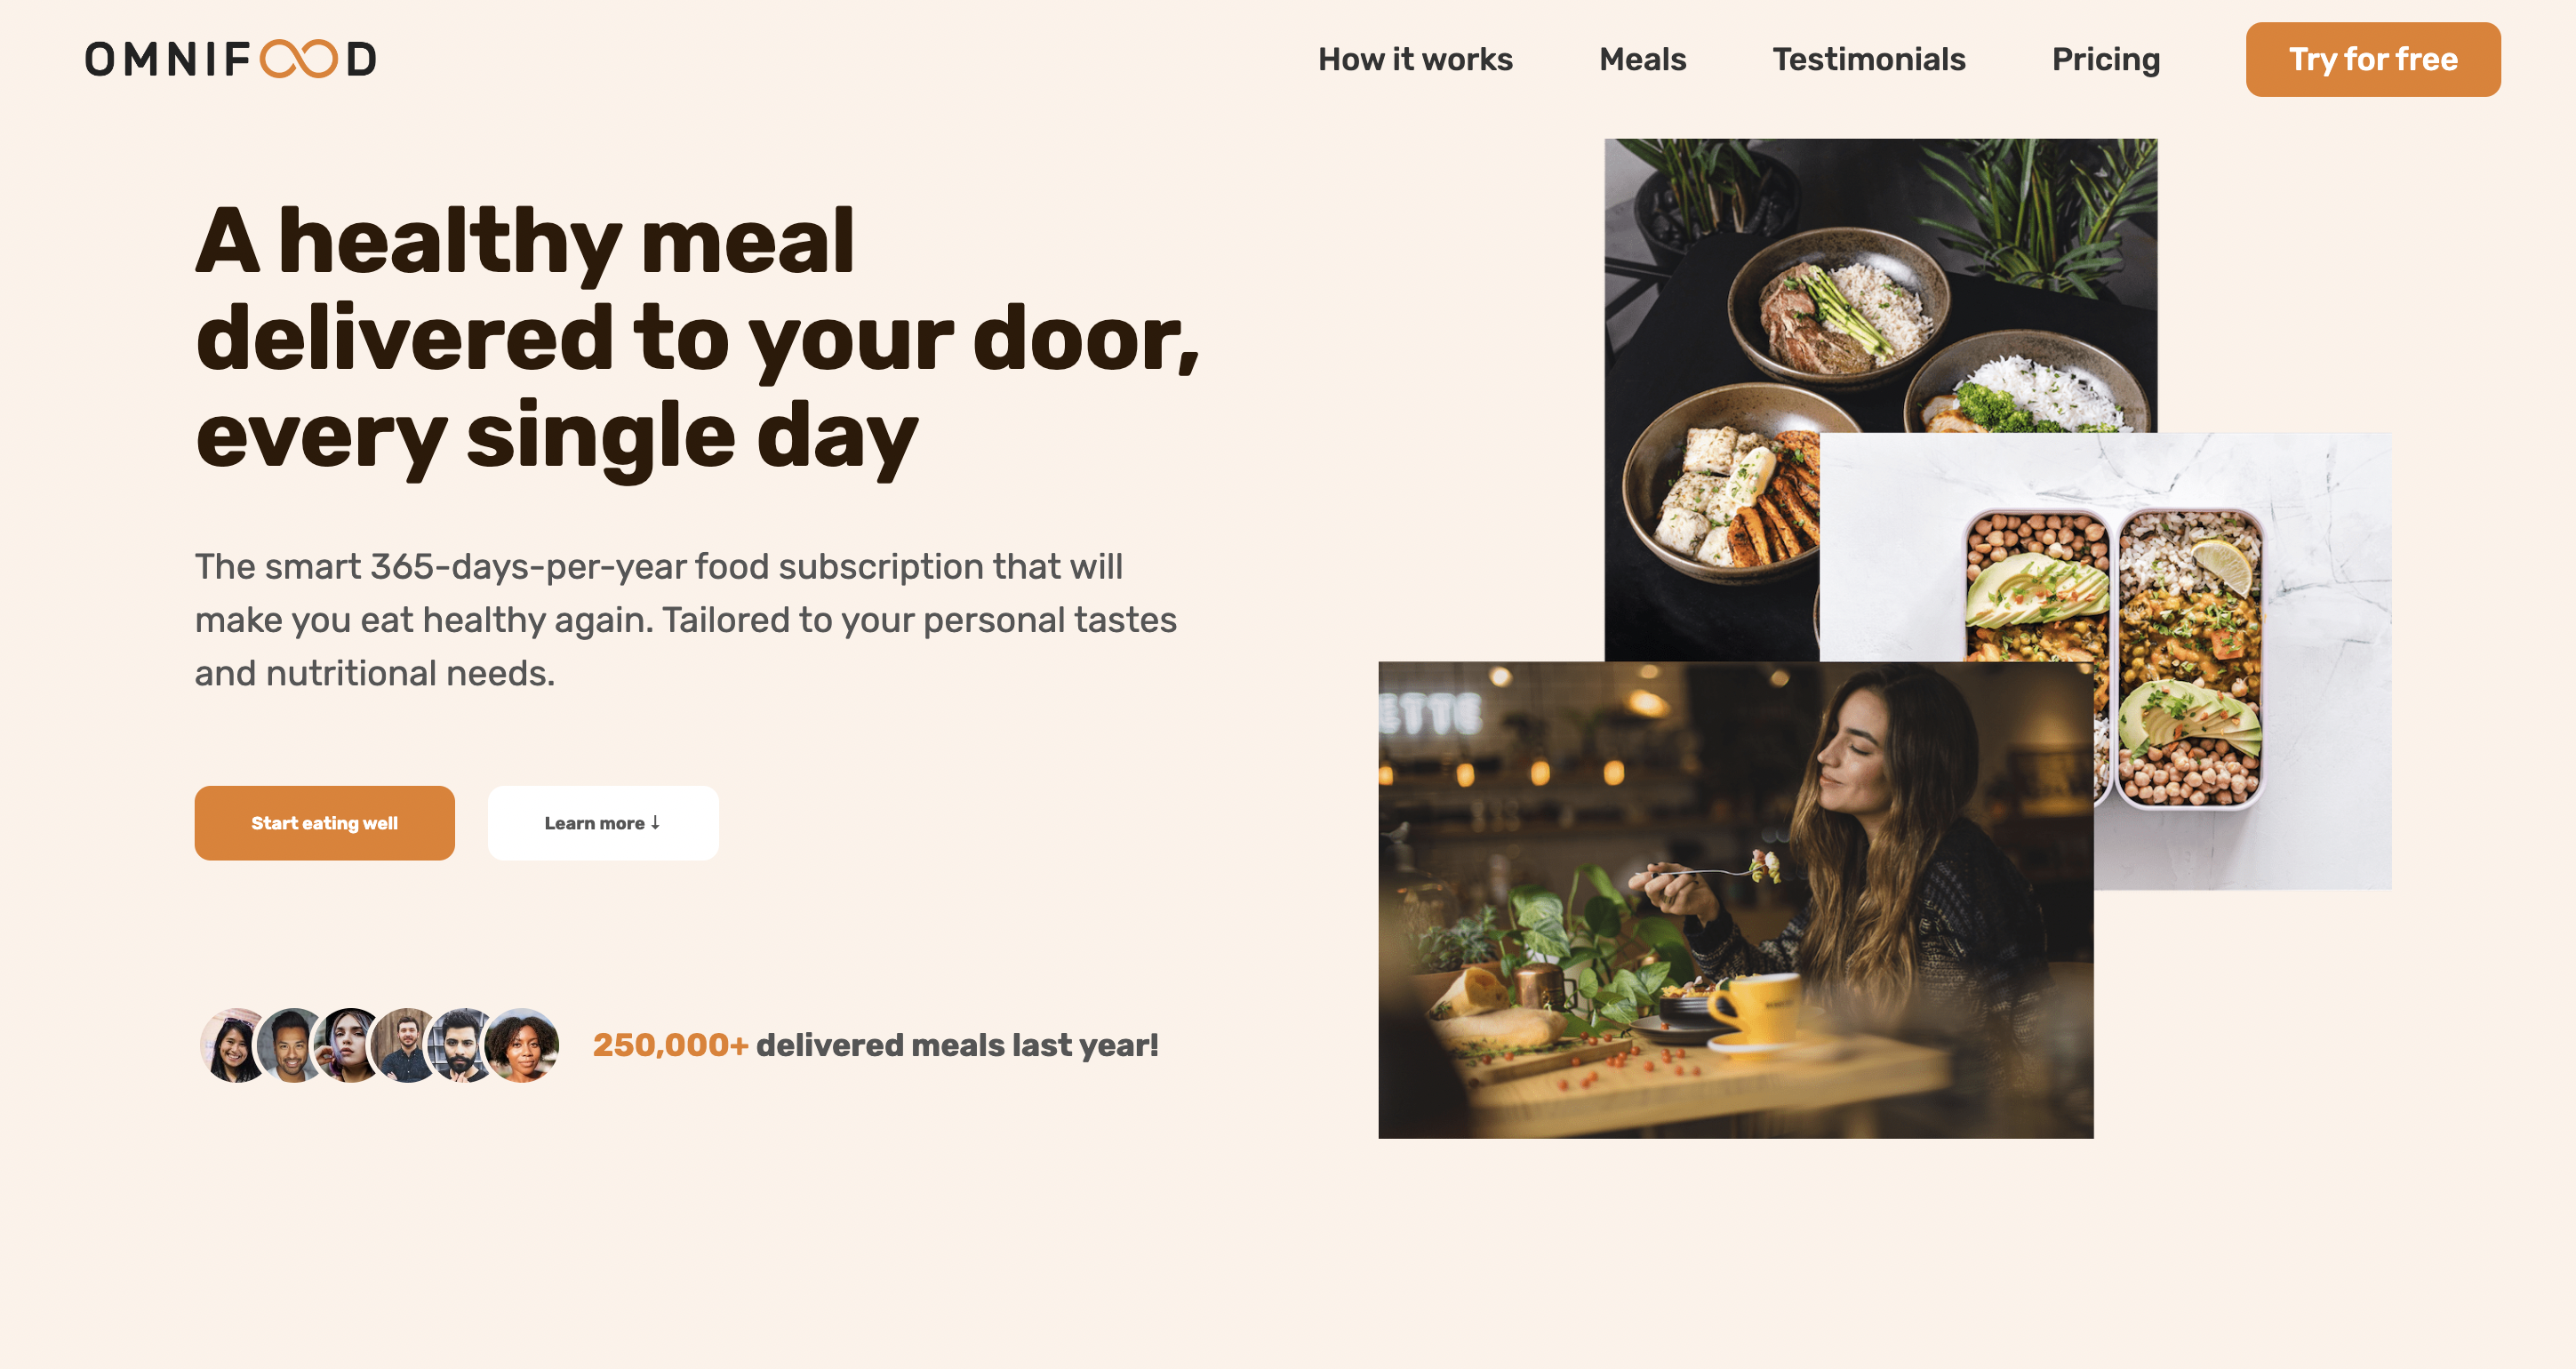 OMNIFOOD
How it works
Meals
Testimonials
Pricing
Try for free
A healthy meal
delivered to your door,
every single day
The smart 365-days-per-year food subscription that will
make you eat healthy again. Tailored to your personal tastes
and nutritional needs.
Start eating well
Learn more ↓
250,000+ delivered meals last year!
ETTE